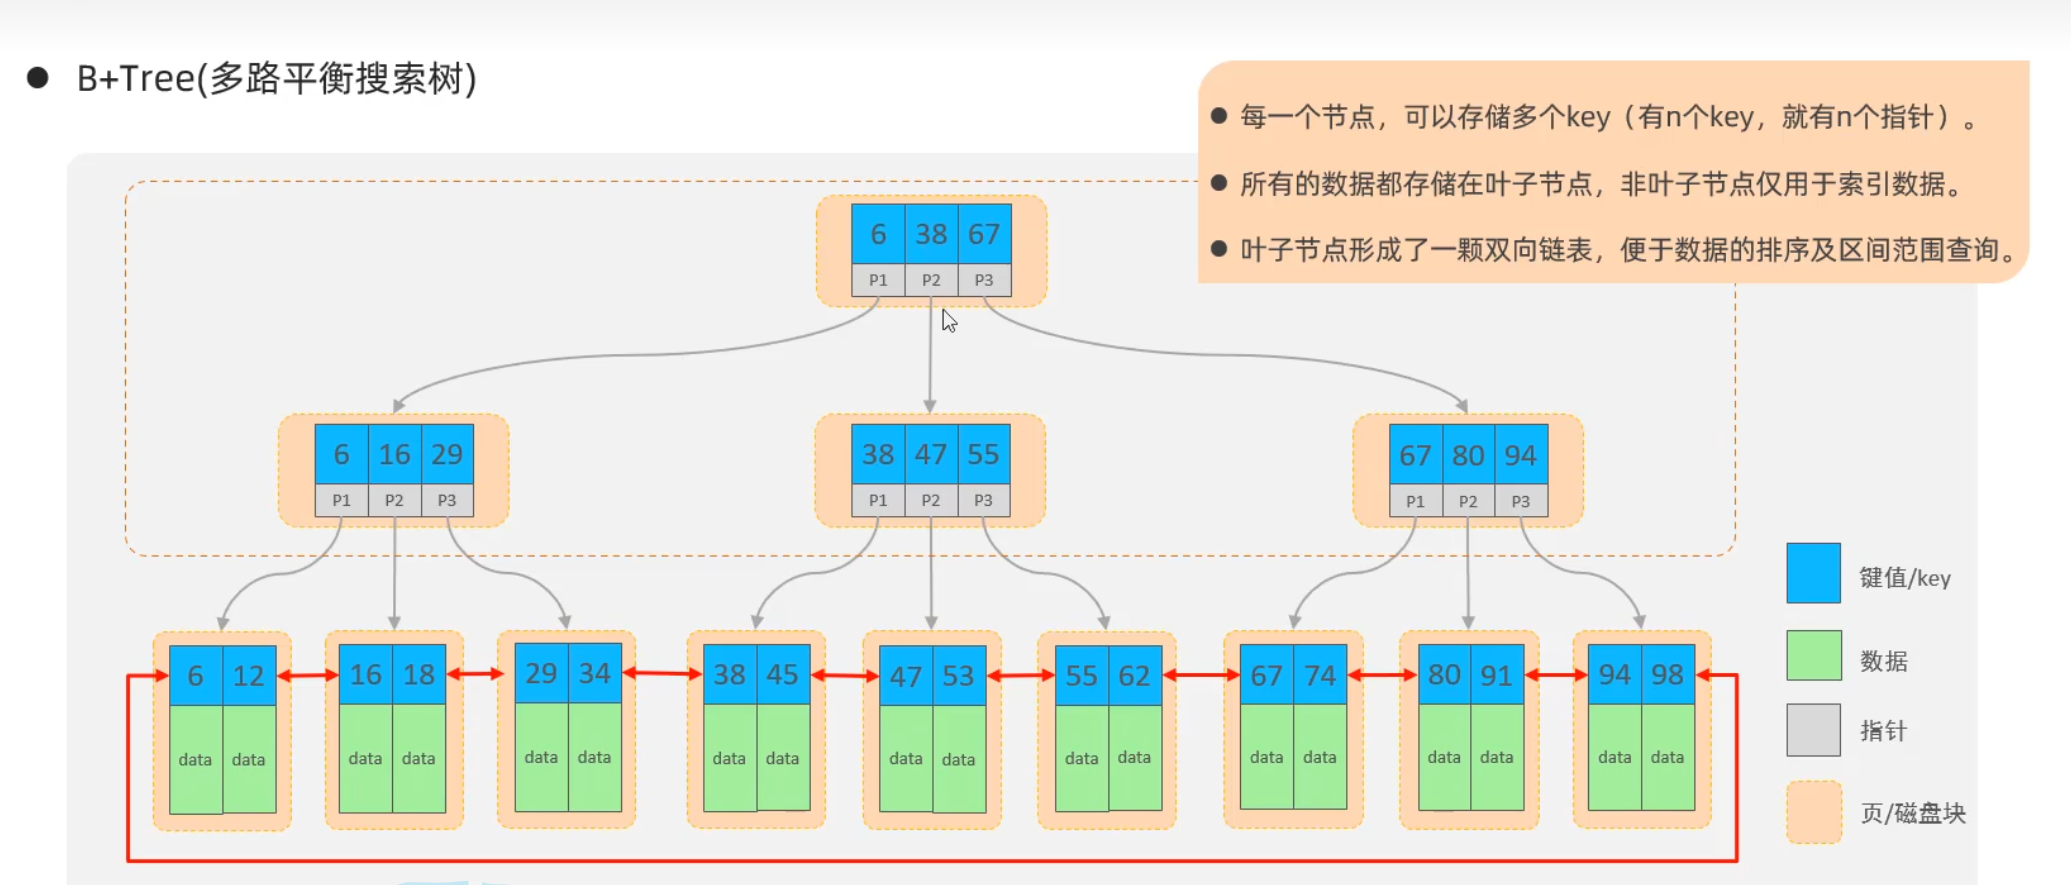 B+Tree(多路平衡搜索树)
每一个节点，可以存储多个key（有n个key，就有n个指针）。
所有的数据都存储在叶子节点，非叶子节点仅用于索引数据。
叶子节点形成了一颗双向链表，便于数据的排序及区间范围查询。
6 38 67
P1 P2 P3
6 16 29
P1 P2 P3
38 47 55
P1 P2 P3
67 80 94
P1 P2 P3
6 12
data data
16 18
data data
29 34
data data
38 45
data data
47 53
data data
55 62
data data
67 74
data data
80 91
data data
94 98
data data
键值/key
数据
指针
页/磁盘块